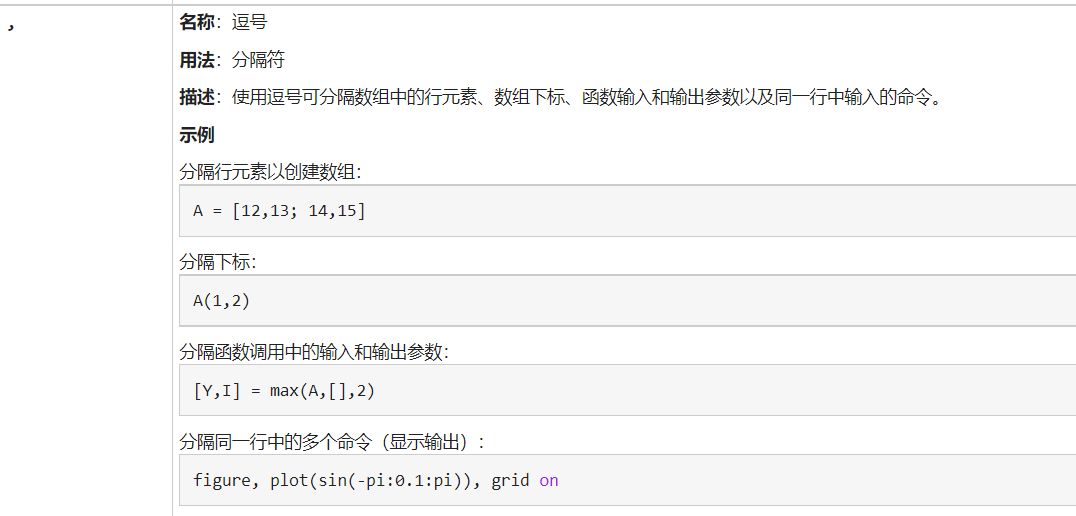 ,
名称：逗号
用法：分隔符
描述：使用逗号可分隔数组中的行元素、数组下标、函数输入和输出参数以及同一行中输入的命令。
示例
分隔行元素以创建数组：
A = [12,13; 14,15]
分隔下标：
A(1,2)
分隔函数调用中的输入和输出参数：
[Y,I] = max(A,[],2)
分隔同一行中的多个命令（显示输出）：
figure, plot(sin(-pi:0.1:pi)), grid on